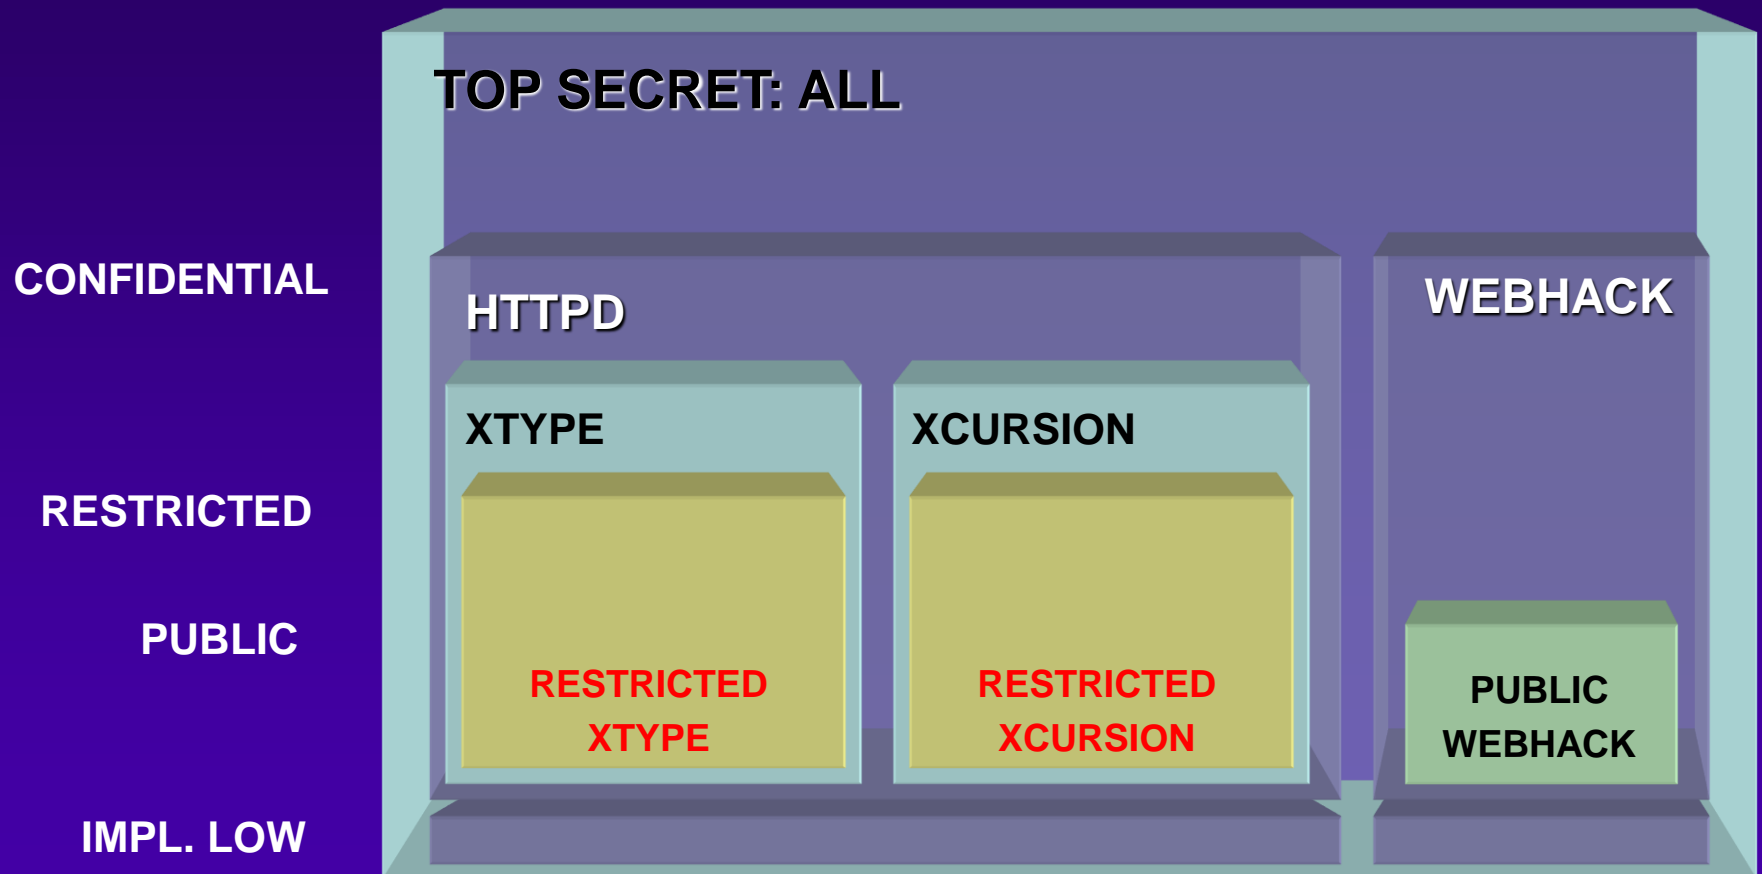 TOP SECRET: ALL
CONFIDENTIAL
HTTPD
WEBHACK
XTYPE
XCURSION
RESTRICTED
PUBLIC
RESTRICTED
XTYPE
RESTRICTED
XCURSION
PUBLIC
WEBHACK
IMPL. LOW